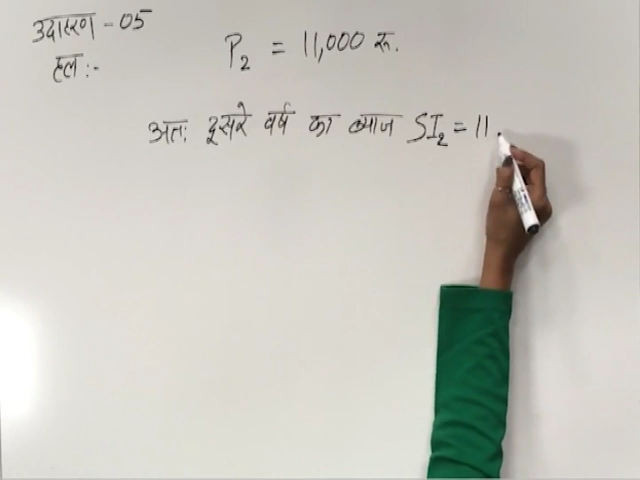 उदाहरण - 05
हल :-
P2 = 11,000 रू.
अतः दूसरे वर्ष का ब्याज SI2 = 11